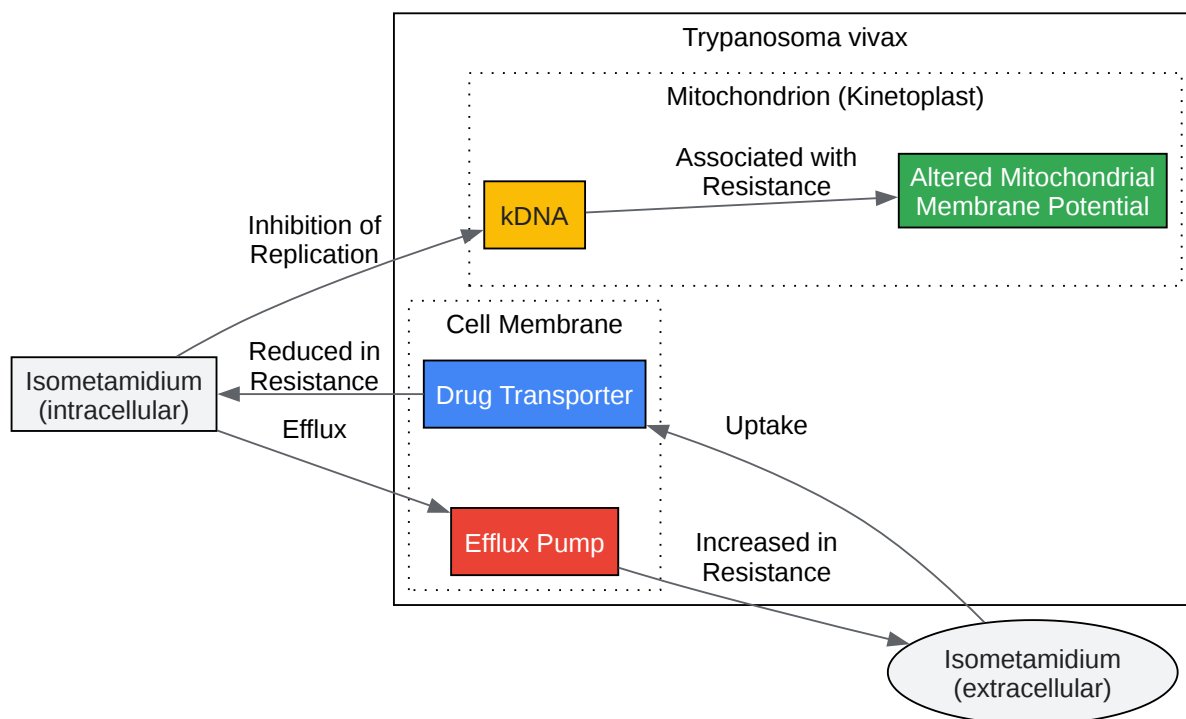 Trypanosoma vivax
Mitochondrion (Kinetoplast)
Associated with
Resistance
Altered Mitochondrial
Membrane Potential
kDNA
Inhibition of
Replication
Cell Membrane
Isometamidium
(intracellular)
Reduced in
Resistance
Drug Transporter
Uptake
Efflux
Efflux Pump
Increased in
Resistance
Isometamidium
(extracellular)